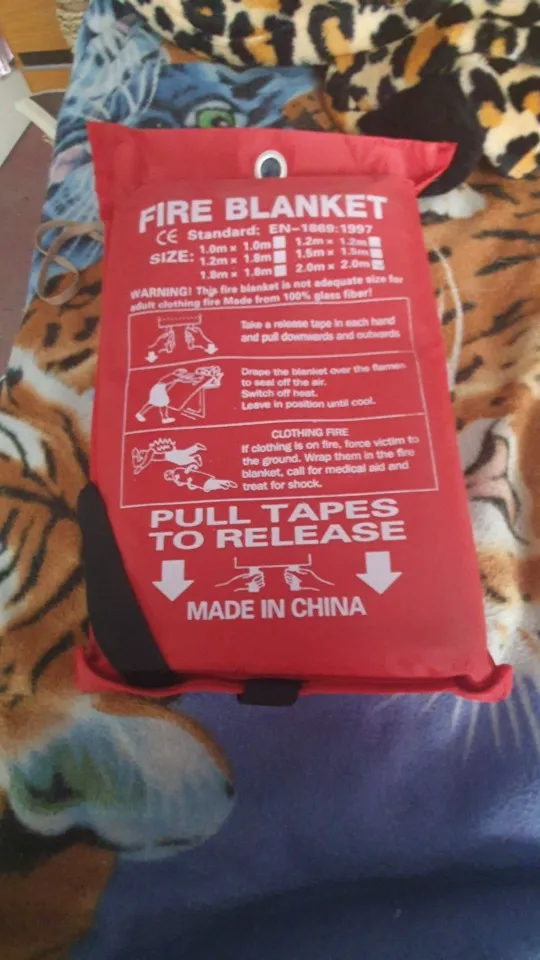 FIRE BLANKET
CE Standard: EN-1869:1997
SIZE: 1.0m × 1.0m 1.2m × 1.2m
1.2m × 1.8m 1.5m × 1.5m
1.8m × 1.8m 2.0m × 2.0m
WARNING! This fire blanket is not adequate size for
adult clothing fire Made from 100% glass fiber!
Take a release tape in each hand
and pull downwards and outwards
Drape the blanket over the flamen
to seal off the air.
Switch off heat.
Leave in position until cool.
CLOTHING FIRE
If clothing is on fire, force victim to
the ground. Wrap them in the fire
blanket, call for medical aid and
treat for shock.
PULL TAPES
TO RELEASE
MADE IN CHINA